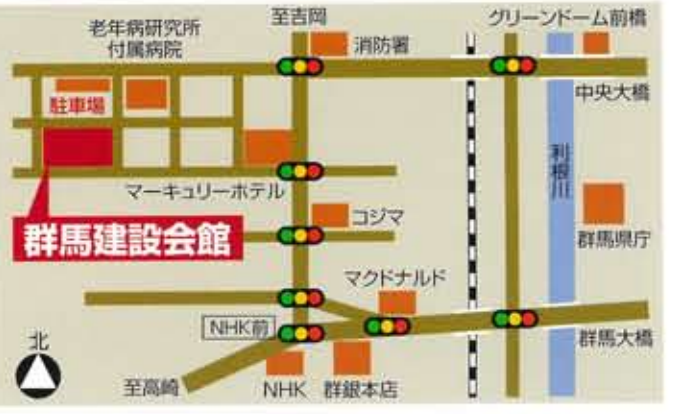 至吉岡
グリーンドーム前橋
老年病研究所
付属病院
消防署
中央大橋
駐車場
利根川
マーキュリーホテル
コジマ
群馬建設会館
群馬県庁
マクドナルド
NHK前
群馬大橋
北
至高崎
NHK
群銀本店